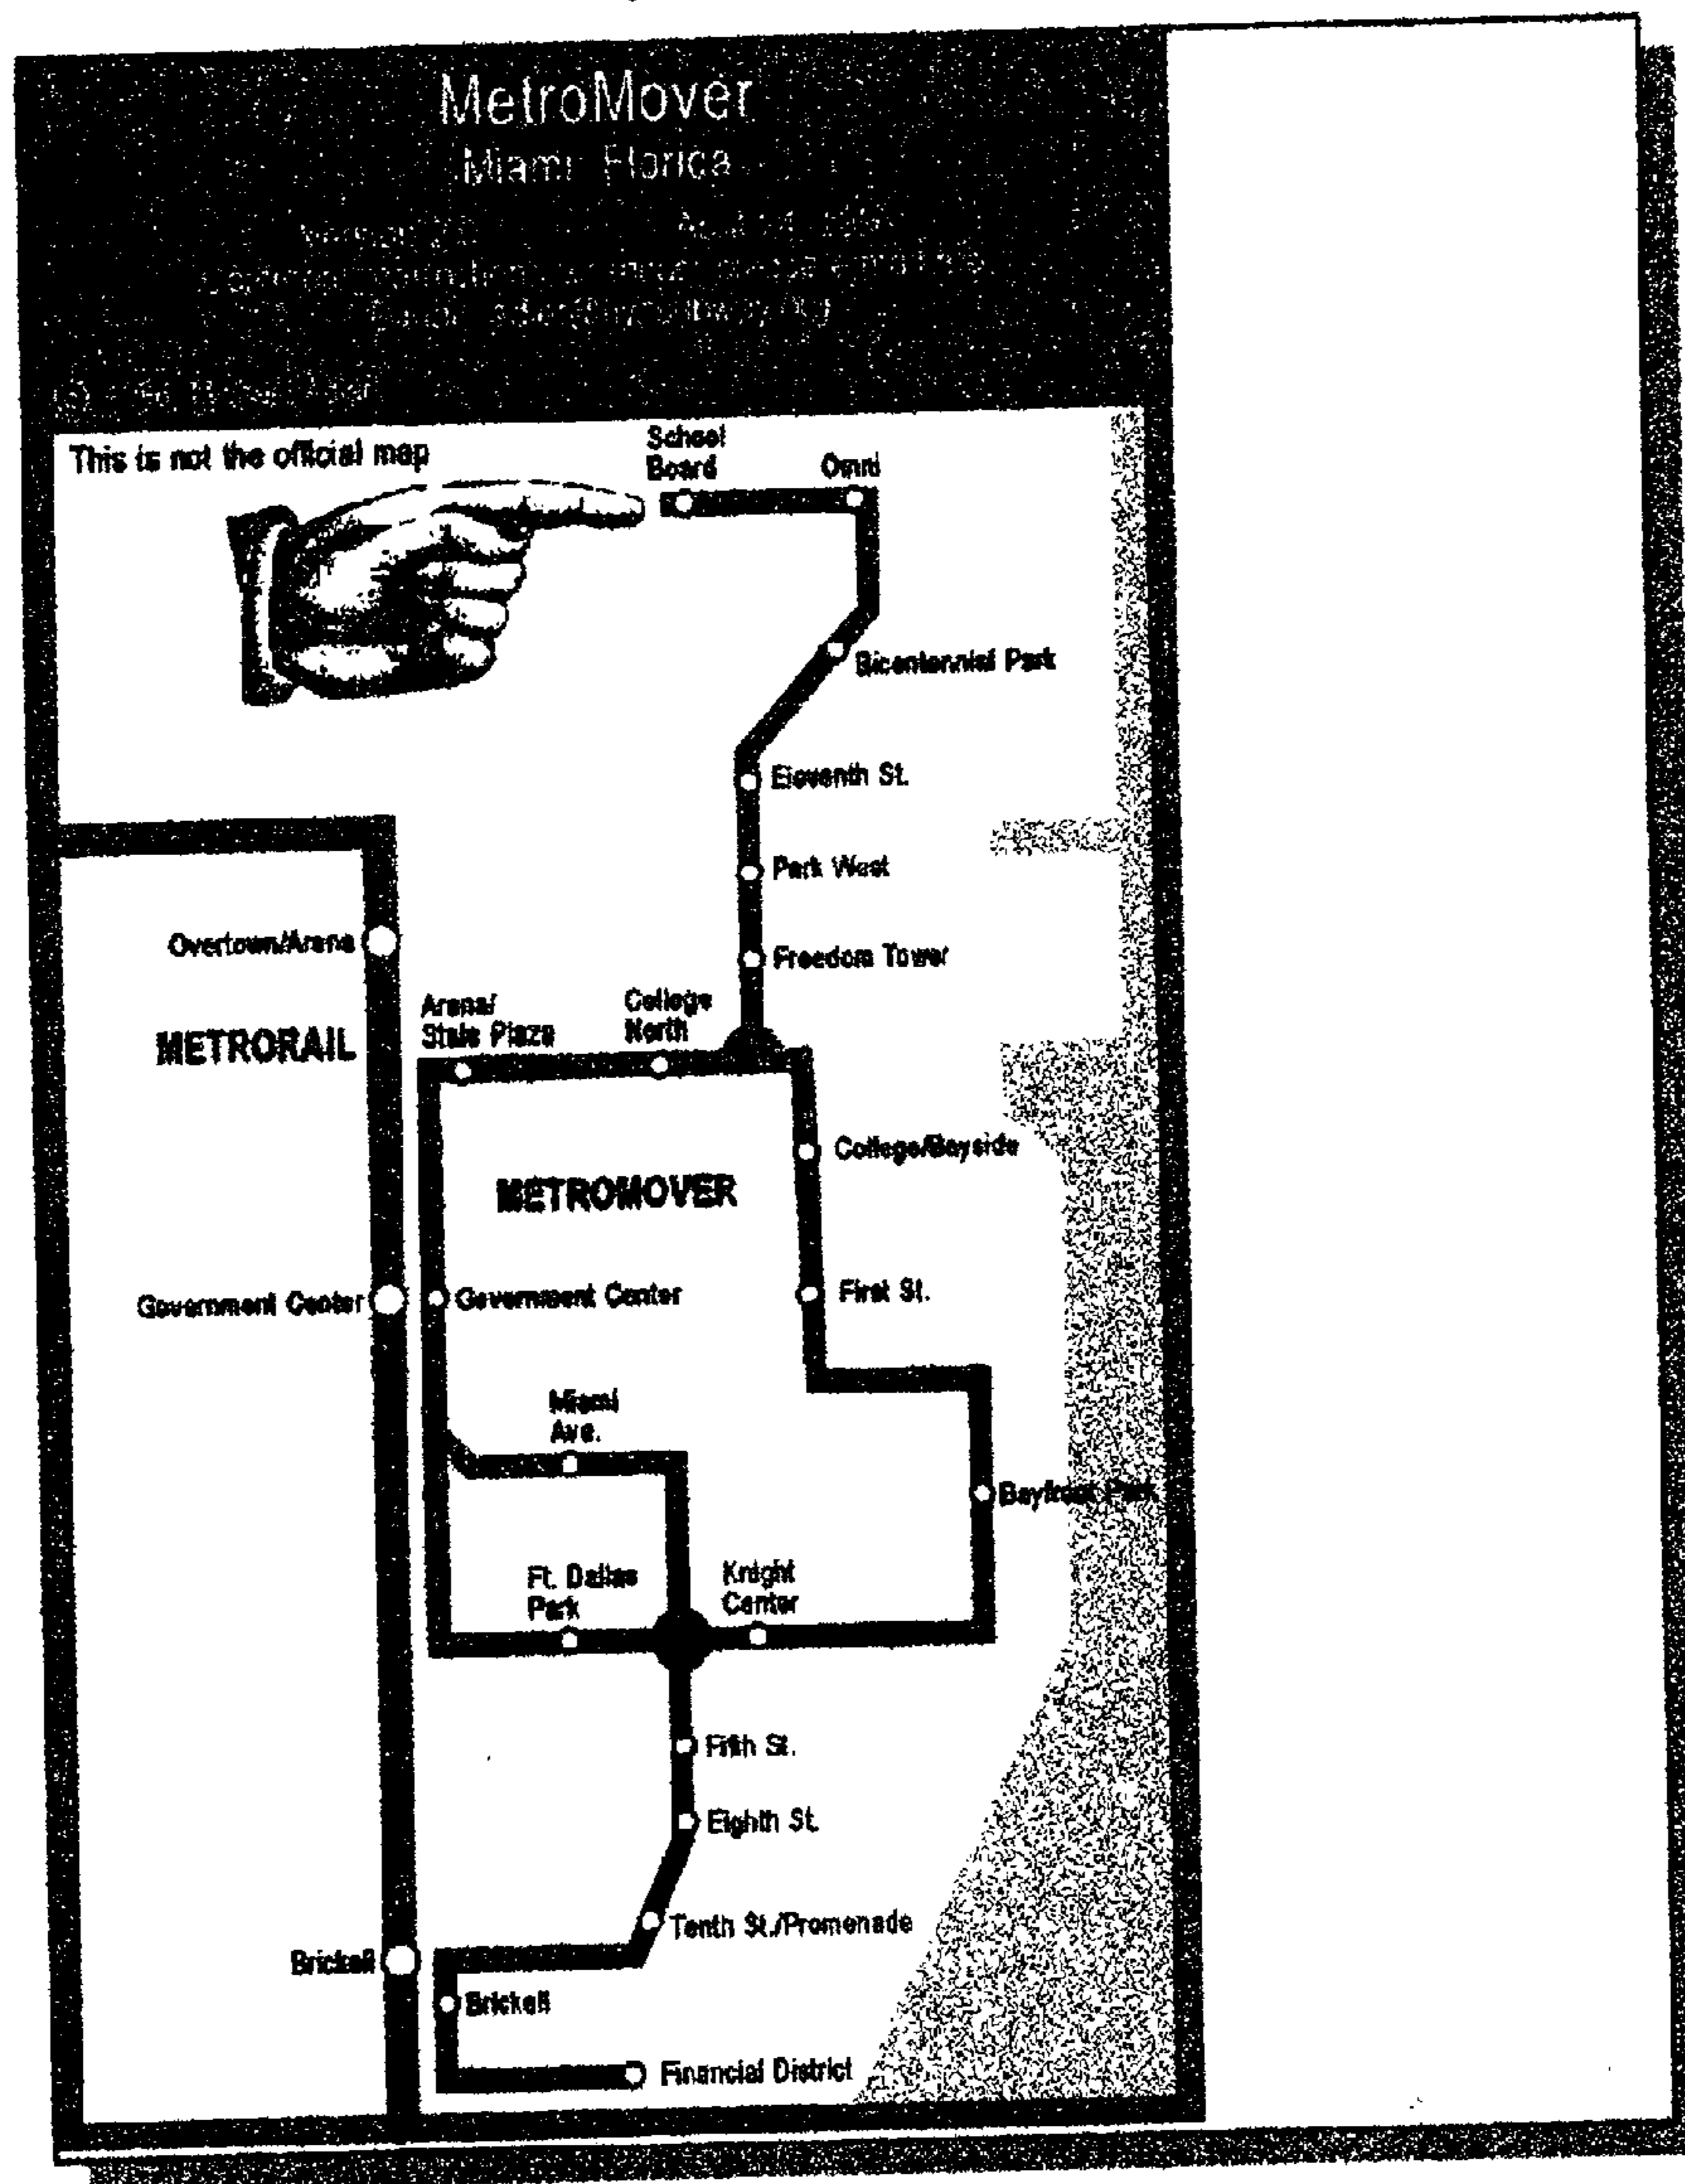 MetroMover
Miami, Florida
This is not the official map
School
Board
Omni
Bicentennial Park
Eleventh St.
Park West
Overtown/Arena
Freedom Tower
Arena/
State Plaza
College
North
METRORAIL
College/Bayside
METROMOVER
Government Center
Government Center
First St.
Miami
Ave.
Bayfront Park
Ft. Dallas
Park
Knight
Center
Fifth St.
Eighth St.
Tenth St./Promenade
Brickell
Brickell
Financial District